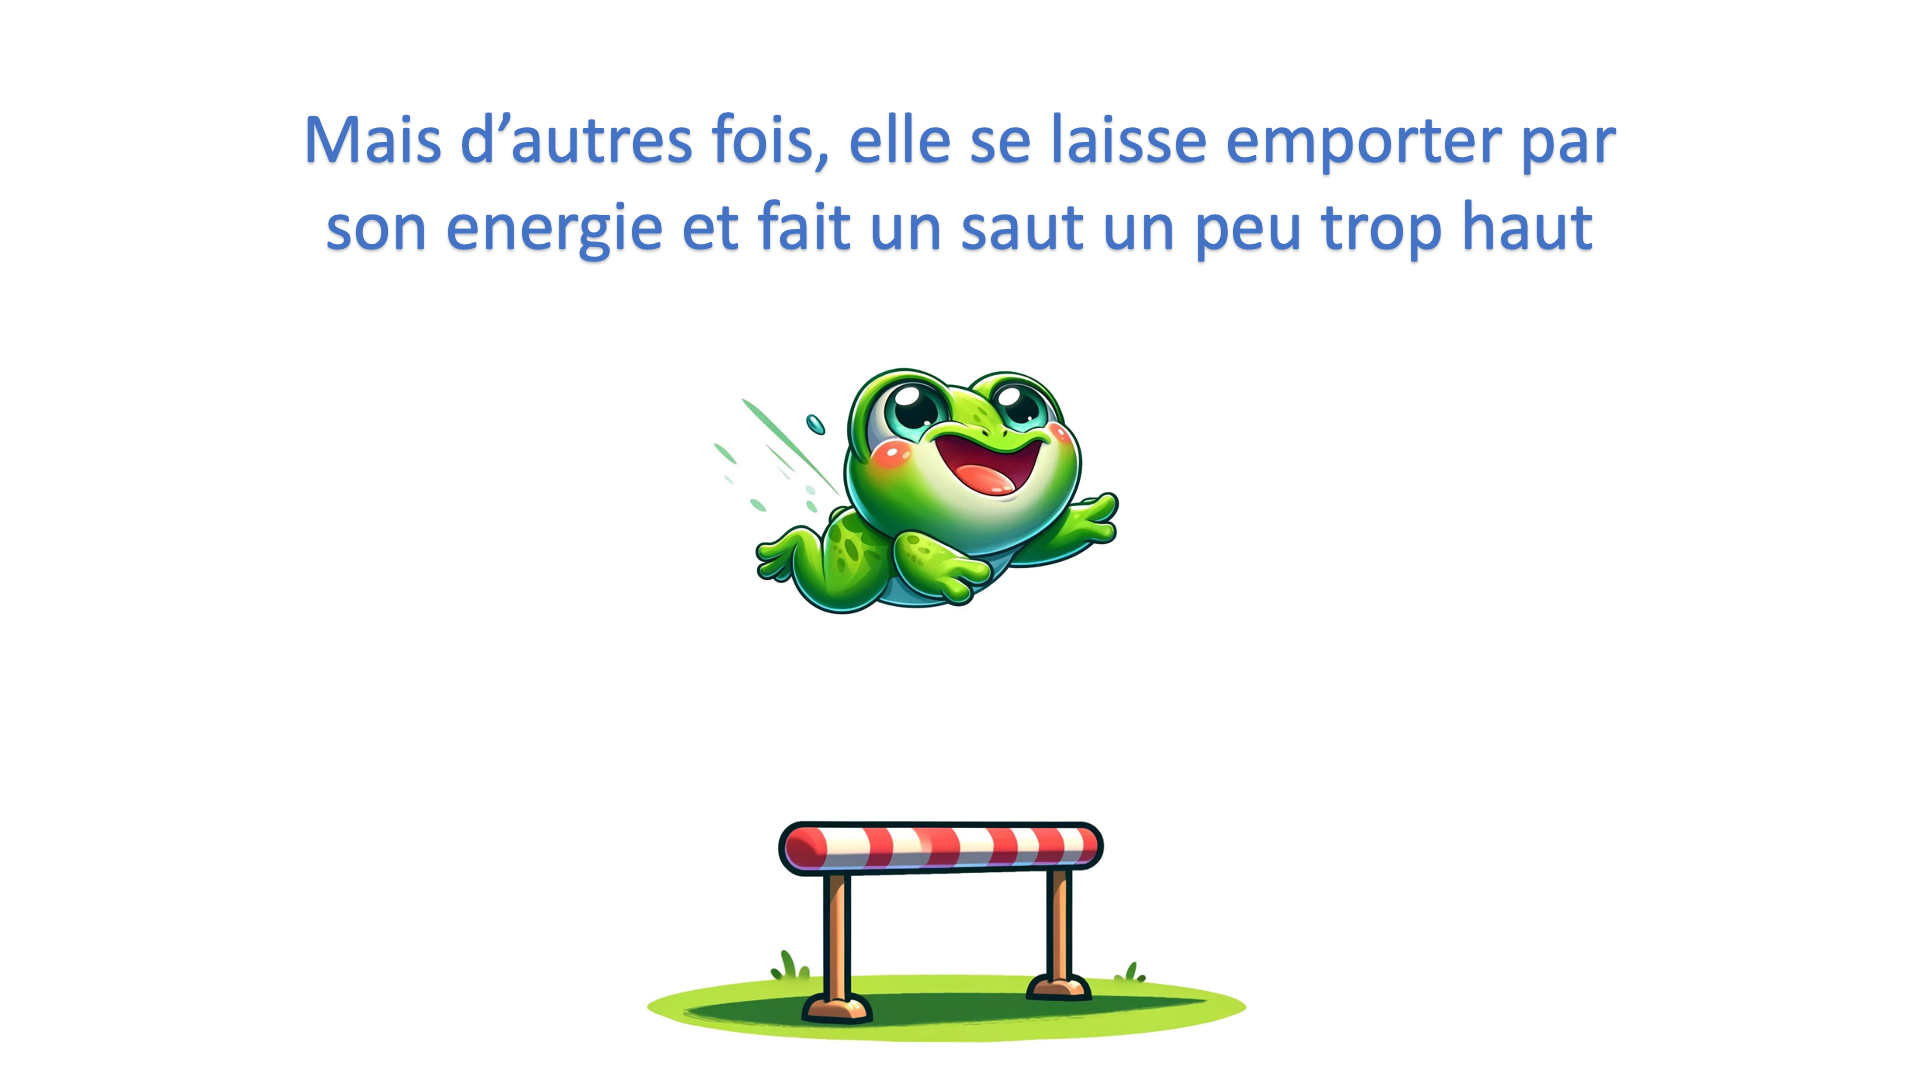 Mais d’autres fois, elle se laisse emporter par
son energie et fait un saut un peu trop haut